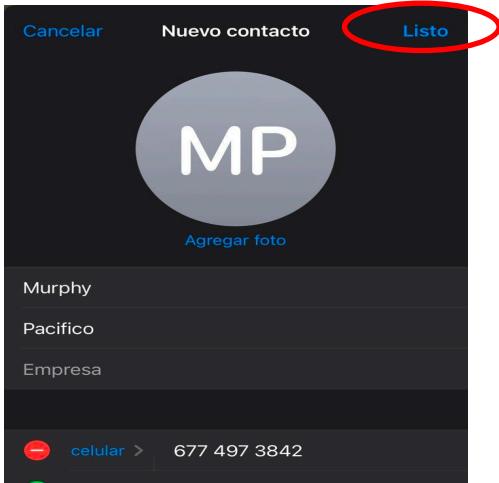 Cancelar Nuevo contacto Listo
MP
Agregar foto
Murphy
Pacifico
Empresa
celular > 677 497 3842